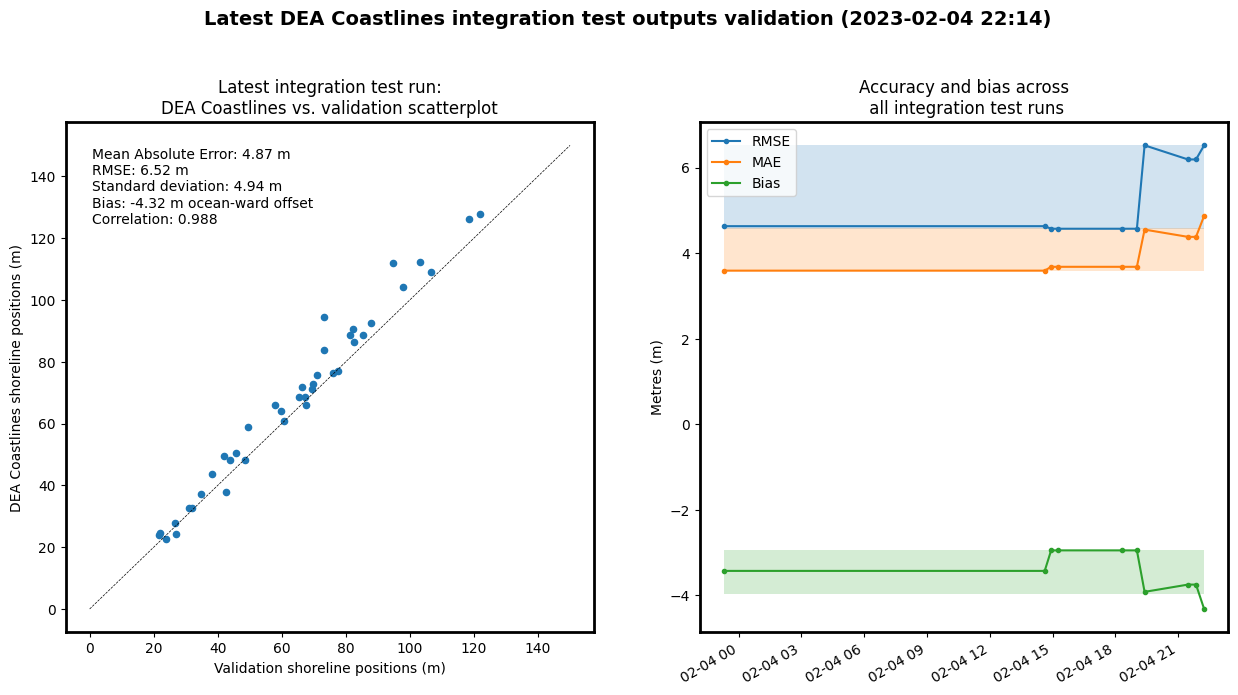 Latest DEA Coastlines integration test outputs validation (2023-02-04 22:14)
Latest integration test run:
DEA Coastlines vs. validation scatterplot
Mean Absolute Error: 4.87 m
RMSE: 6.52 m
Standard deviation: 4.94 m
Bias: -4.32 m ocean-ward offset
Correlation: 0.988
DEA Coastlines shoreline positions (m)
140
120
100
80
60
40
20
0
0 20 40 60 80 100 120 140
Validation shoreline positions (m)
Accuracy and bias across
all integration test runs
RMSE
MAE
Bias
Metres (m)
6
4
2
0
−2
−4
02-04 00 02-04 03 02-04 06 02-04 09 02-04 12 02-04 15 02-04 18 02-04 21